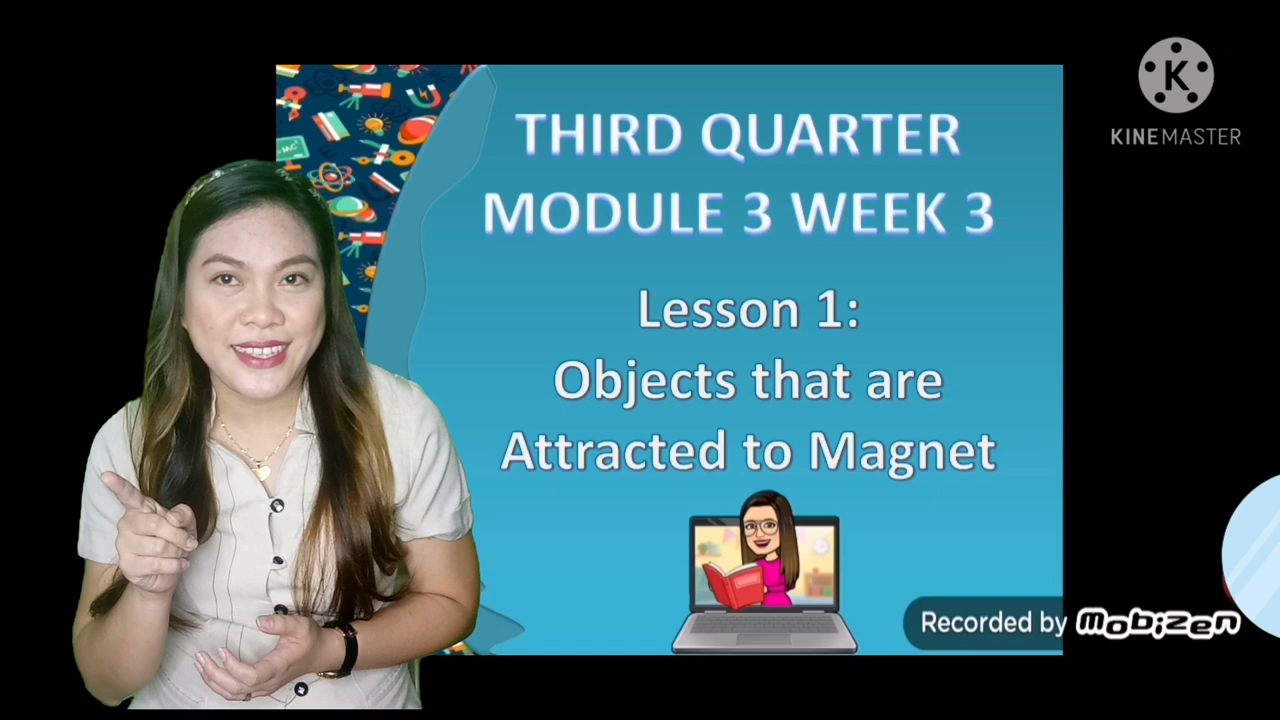 THIRD QUARTER
MODULE 3 WEEK 3
Lesson 1:
Objects that are
Attracted to Magnet
K
KINEMASTER
Recorded by MOBIZEN